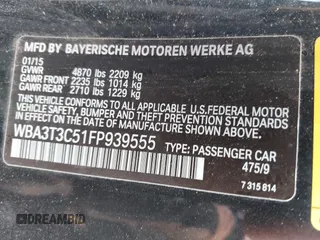 MFD BY BAYERISCHE MOTOREN WERKE AG
01/15
GVWR 4870 lbs 2209 kg
GAWR FRONT 2235 lbs 1014 kg
GAWR REAR 2710 lbs 1229 kg
THIS VEHICLE CONFORMS TO ALL APPLICABLE U.S.FEDERAL MOTOR
VEHICLE SAFETY, BUMPER, AND THEFT PREVENTION STANDARDS IN
EFFECT ON THE DATE OF MANUFACTURE SHOWN ABOVE.
WBA3T3C51FP939555
TYPE: PASSENGER CAR
475/9
7 315 814
DREAMBID